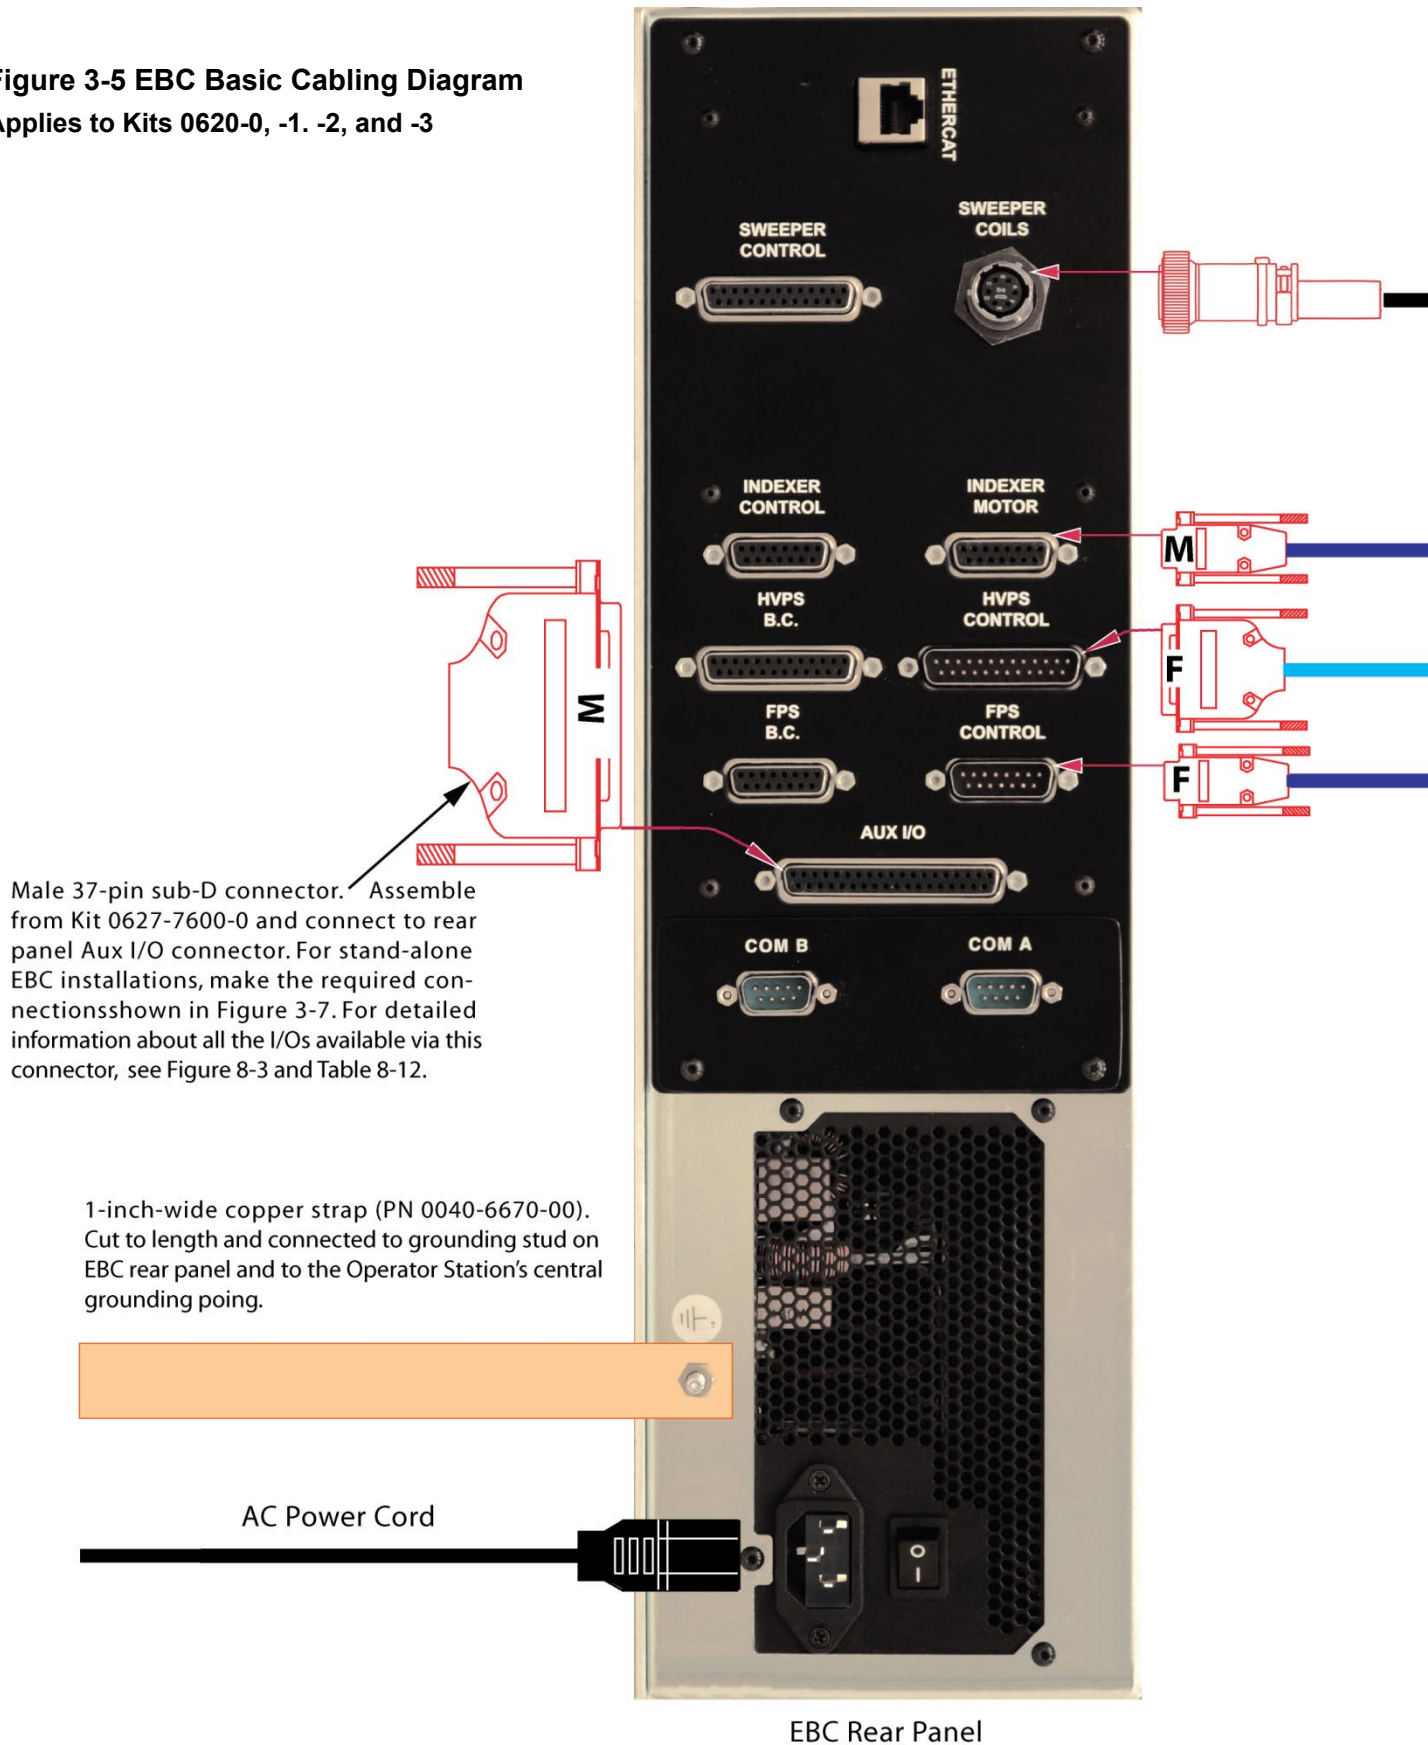 Figure 3-5 EBC Basic Cabling Diagram
Applies to Kits 0620-0, -1. -2, and -3
ETHERCAT
SWEEPER
CONTROL
SWEEPER
COILS
INDEXER
CONTROL
INDEXER
MOTOR
M
HVPS
B.C.
HVPS
CONTROL
F
M
FPS
B.C.
FPS
CONTROL
F
AUX I/O
Male 37-pin sub-D connector. Assemble
from Kit 0627-7600-0 and connect to rear
panel Aux I/O connector. For stand-alone
EBC installations, make the required con-
nectionsshown in Figure 3-7. For detailed
information about all the I/Os available via this
connector, see Figure 8-3 and Table 8-12.
COM B
COM A
1-inch-wide copper strap (PN 0040-6670-00).
Cut to length and connected to grounding stud on
EBC rear panel and to the Operator Station's central
grounding poing.
AC Power Cord
EBC Rear Panel